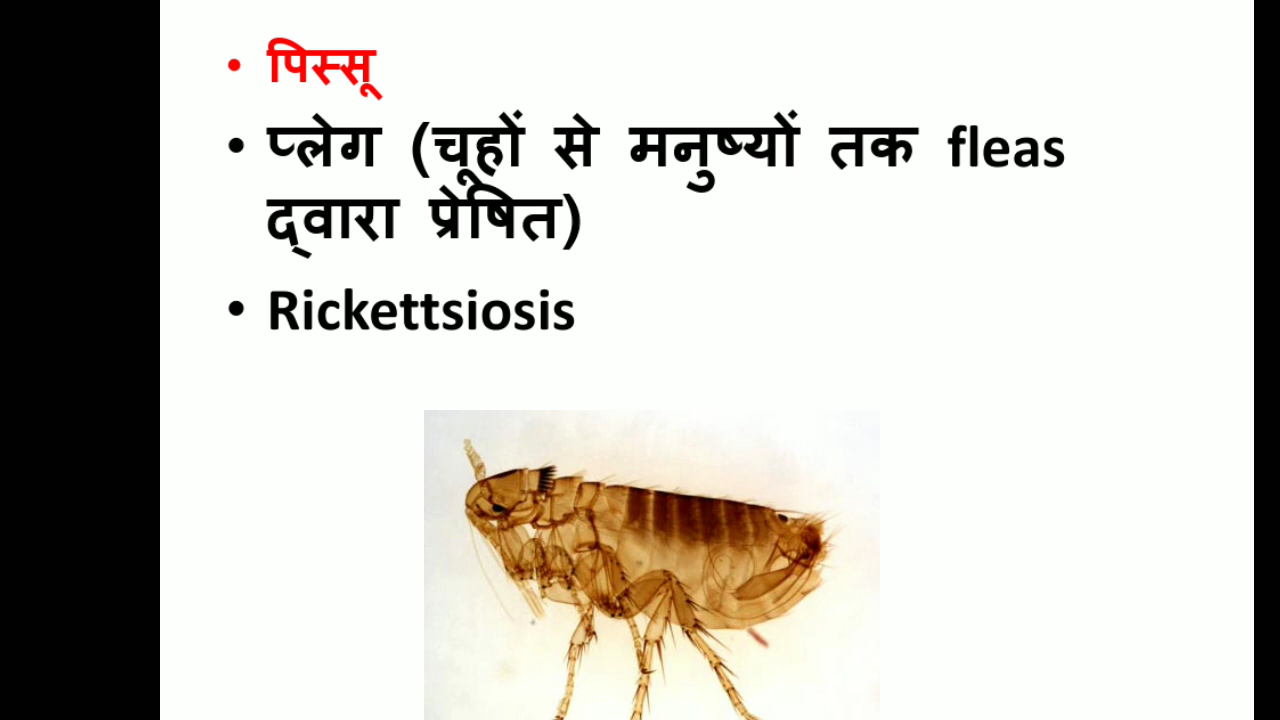 • पिस्सू
• प्लेग (चूहों से मनुष्यों तक fleas
द्वारा प्रेषित)
• Rickettsiosis